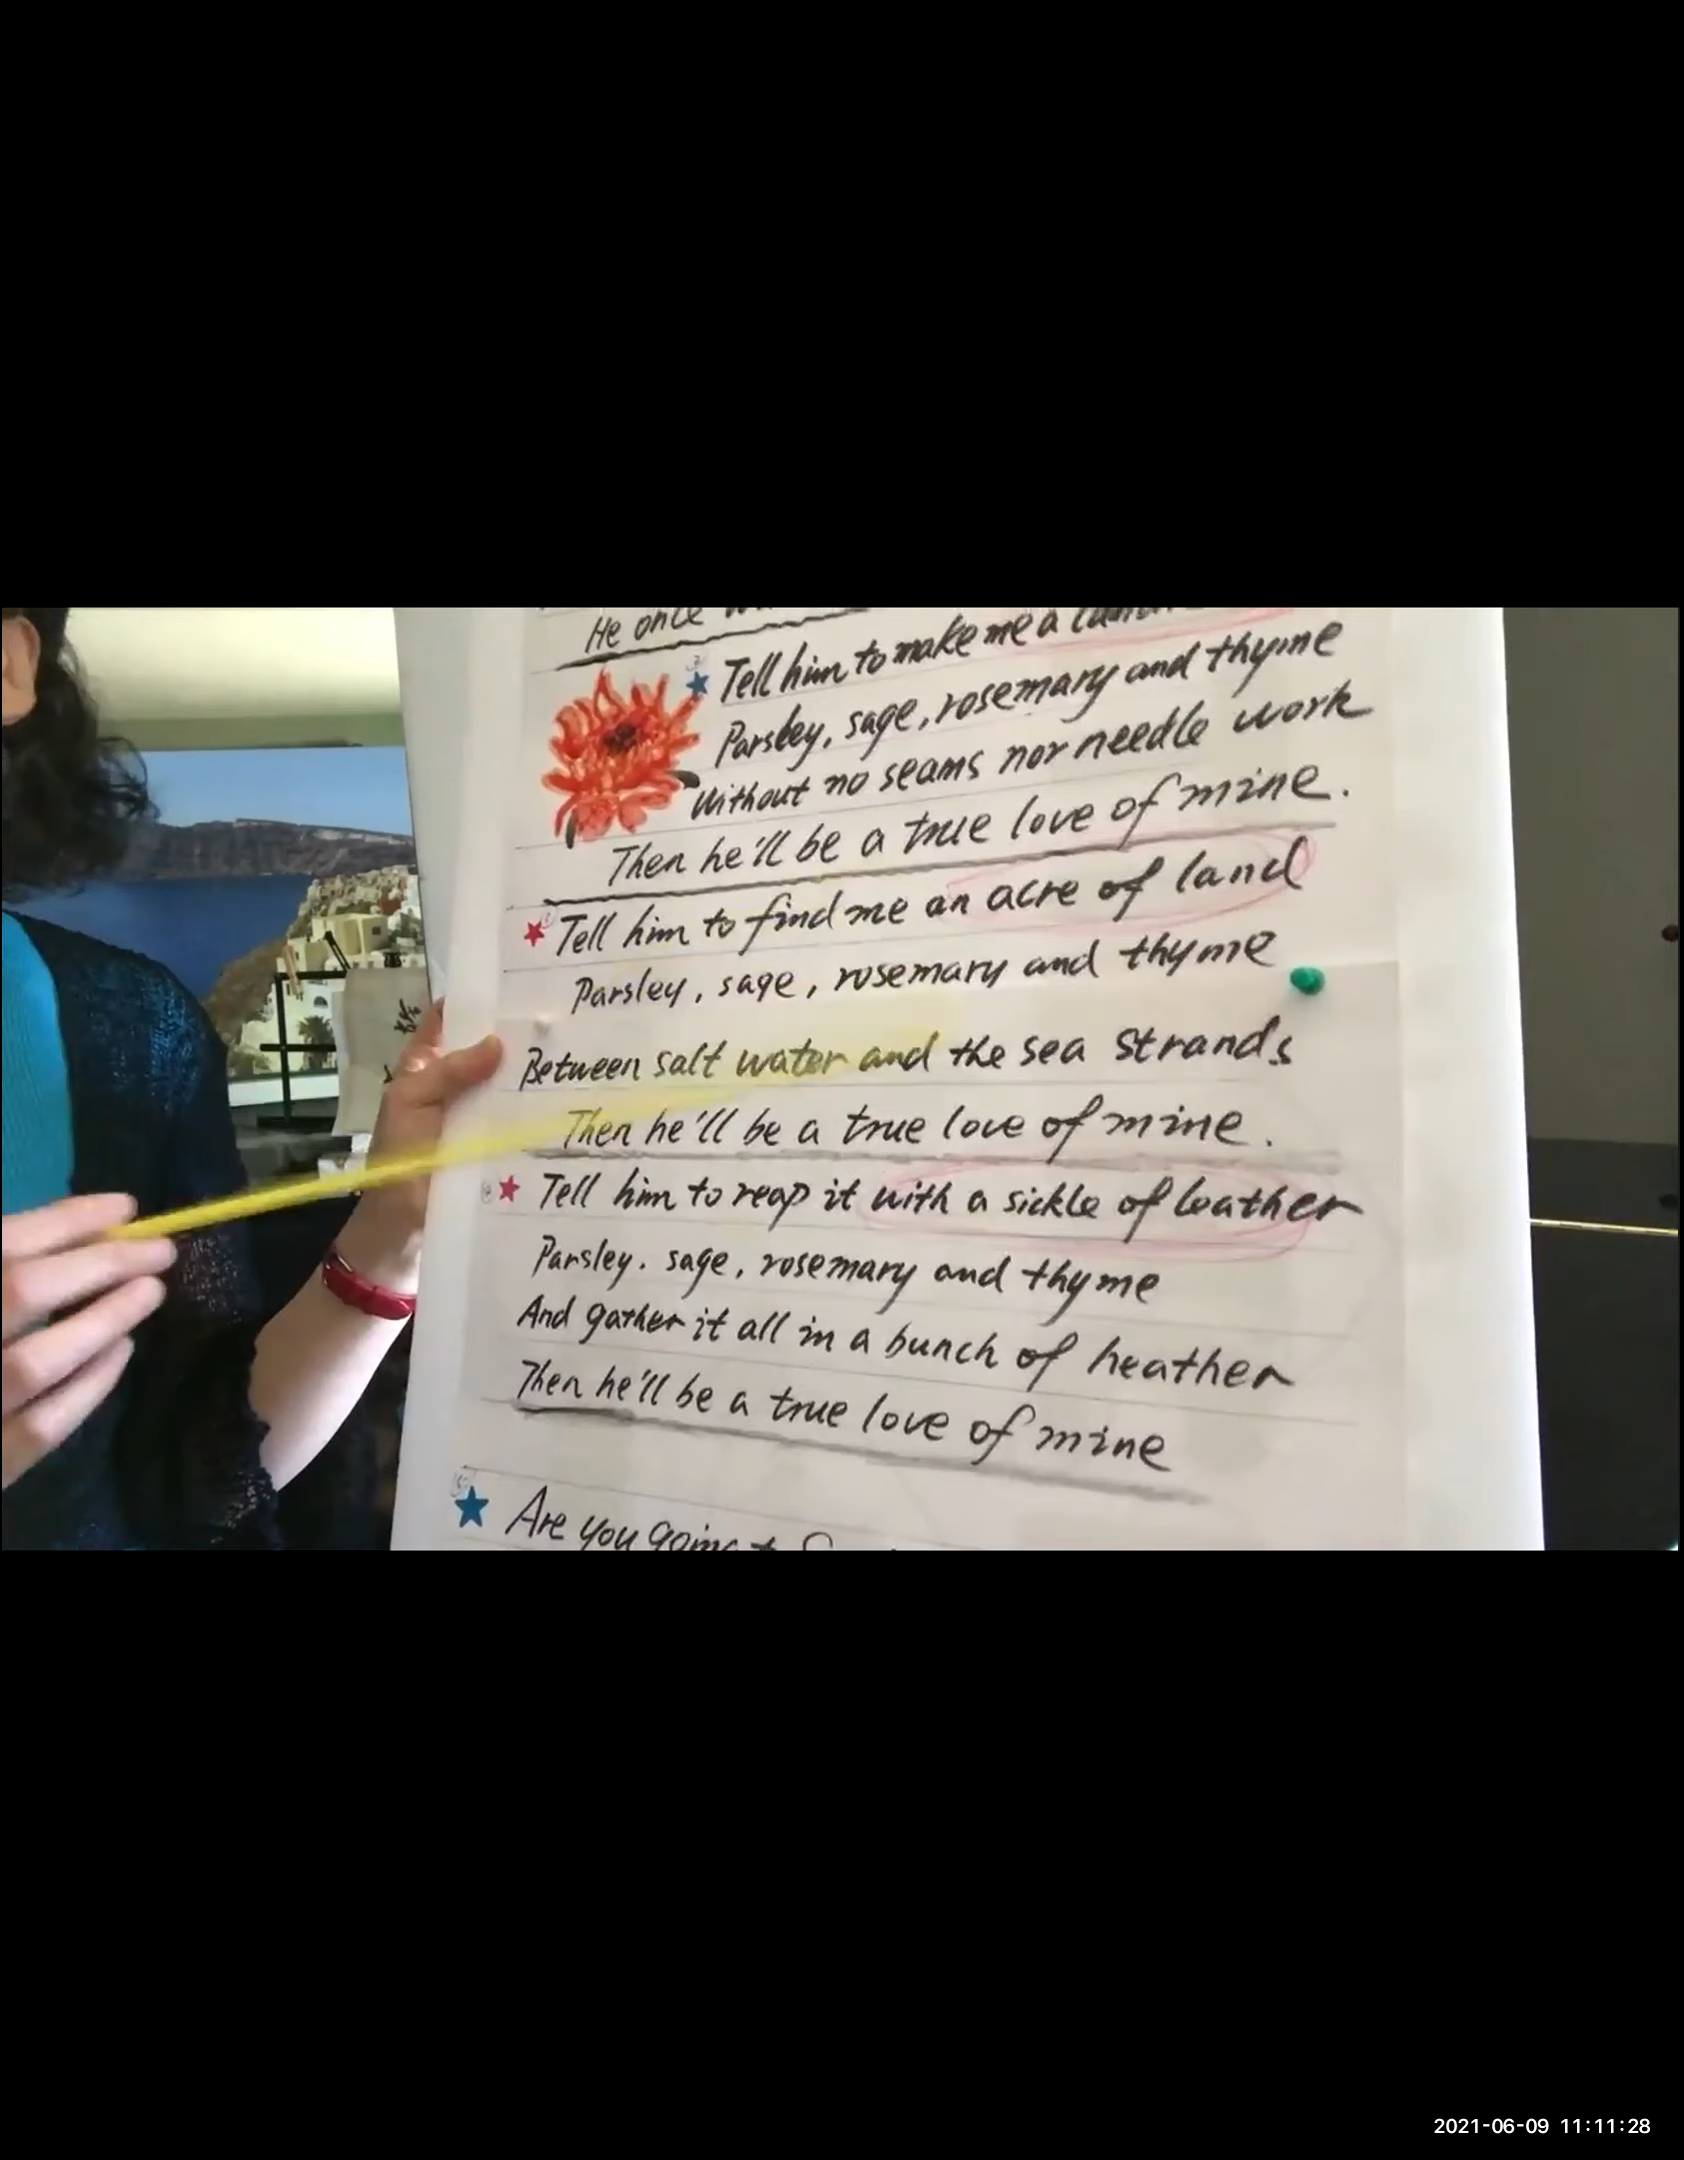 He once
Tell him to make me a
Parsley, sage, rosemary and thyme
Without no seams nor needle work
Then he'll be a true love of mine.
Tell him to find me an acre of land
Parsley, sage, rosemary and thyme
Between salt water and the sea strands
Then he'll be a true love of mine.
Tell him to reap it with a sickle of leather
Parsley. sage, rosemary and thyme
And gather it all in a bunch of heather
Then he'll be a true love of mine
Are you going
2021-06-09 11:11:28